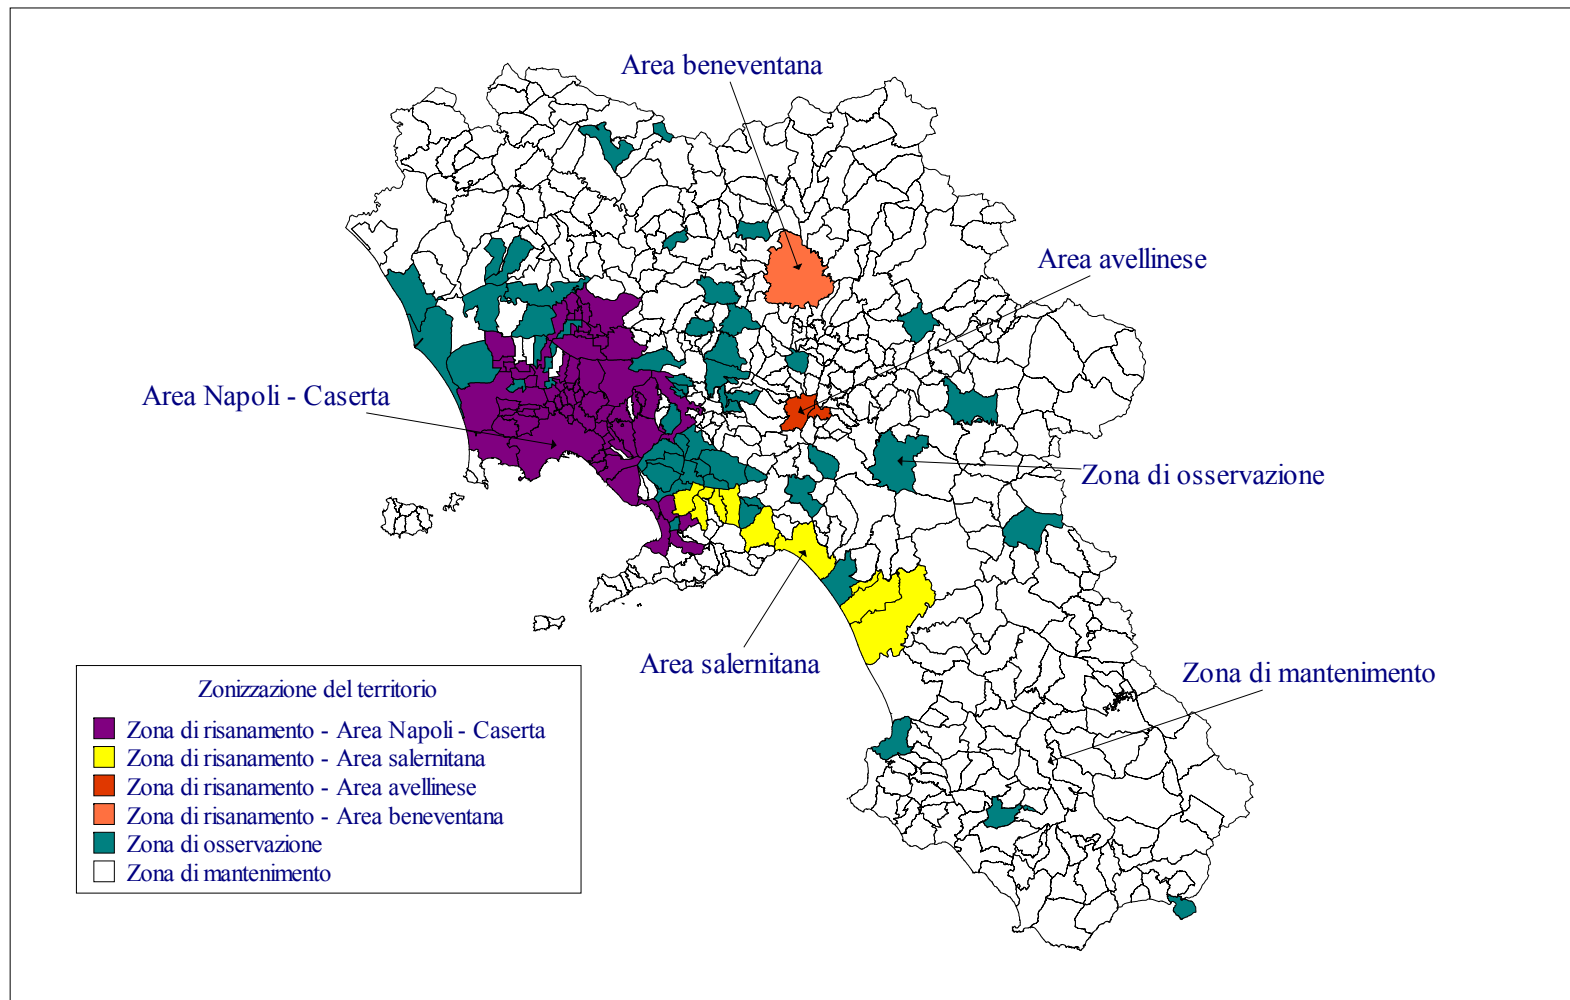 Area beneventana
Area avellinese
Area Napoli - Caserta
Zona di osservazione
Area salernitana
Zona di mantenimento
Zonizzazione del territorio
Zona di risanamento - Area Napoli - Caserta
Zona di risanamento - Area salernitana
Zona di risanamento - Area avellinese
Zona di risanamento - Area beneventana
Zona di osservazione
Zona di mantenimento